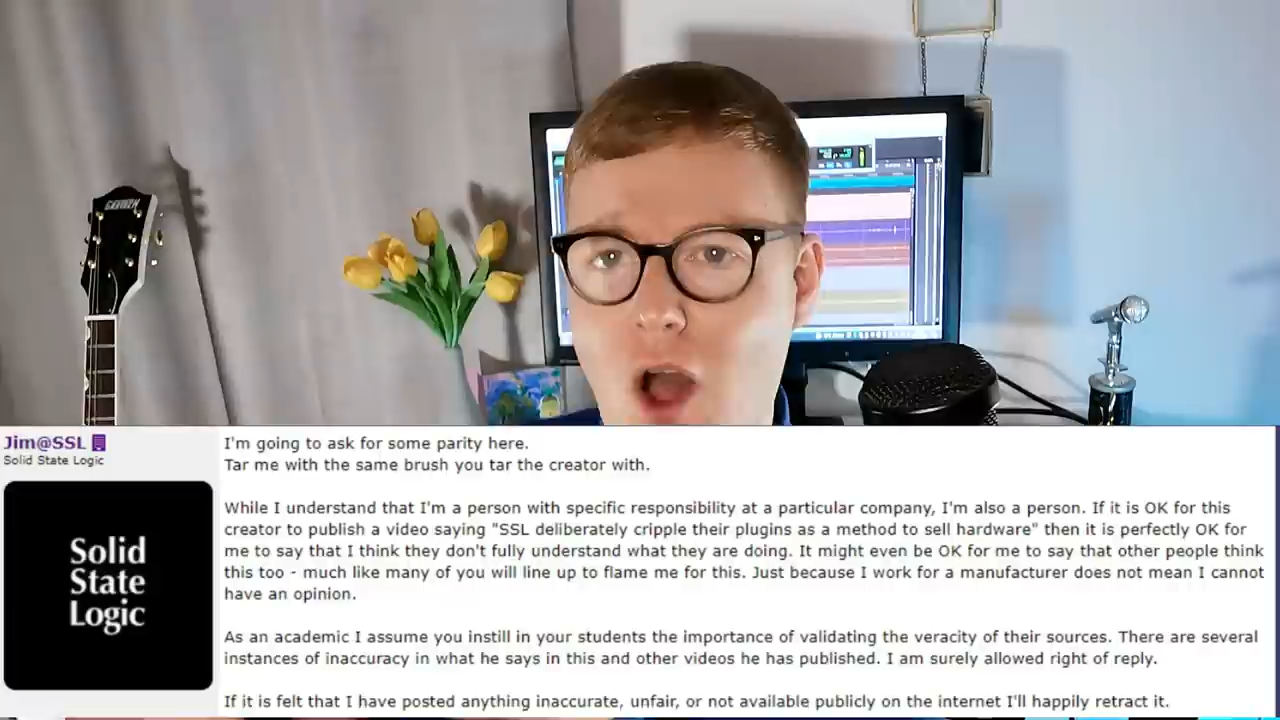 GRETSCH
Jim@SSL
Solid State Logic
Solid
State
Logic
I'm going to ask for some parity here.
Tar me with the same brush you tar the creator with.
While I understand that I'm a person with specific responsibility at a particular company, I'm also a person. If it is OK for this
creator to publish a video saying "SSL deliberately cripple their plugins as a method to sell hardware" then it is perfectly OK for
me to say that I think they don't fully understand what they are doing. It might even be OK for me to say that other people think
this too - much like many of you will line up to flame me for this. Just because I work for a manufacturer does not mean I cannot
have an opinion.
As an academic I assume you instill in your students the importance of validating the veracity of their sources. There are several
instances of inaccuracy in what he says in this and other videos he has published. I am surely allowed right of reply.
If it is felt that I have posted anything inaccurate, unfair, or not available publicly on the internet I'll happily retract it.